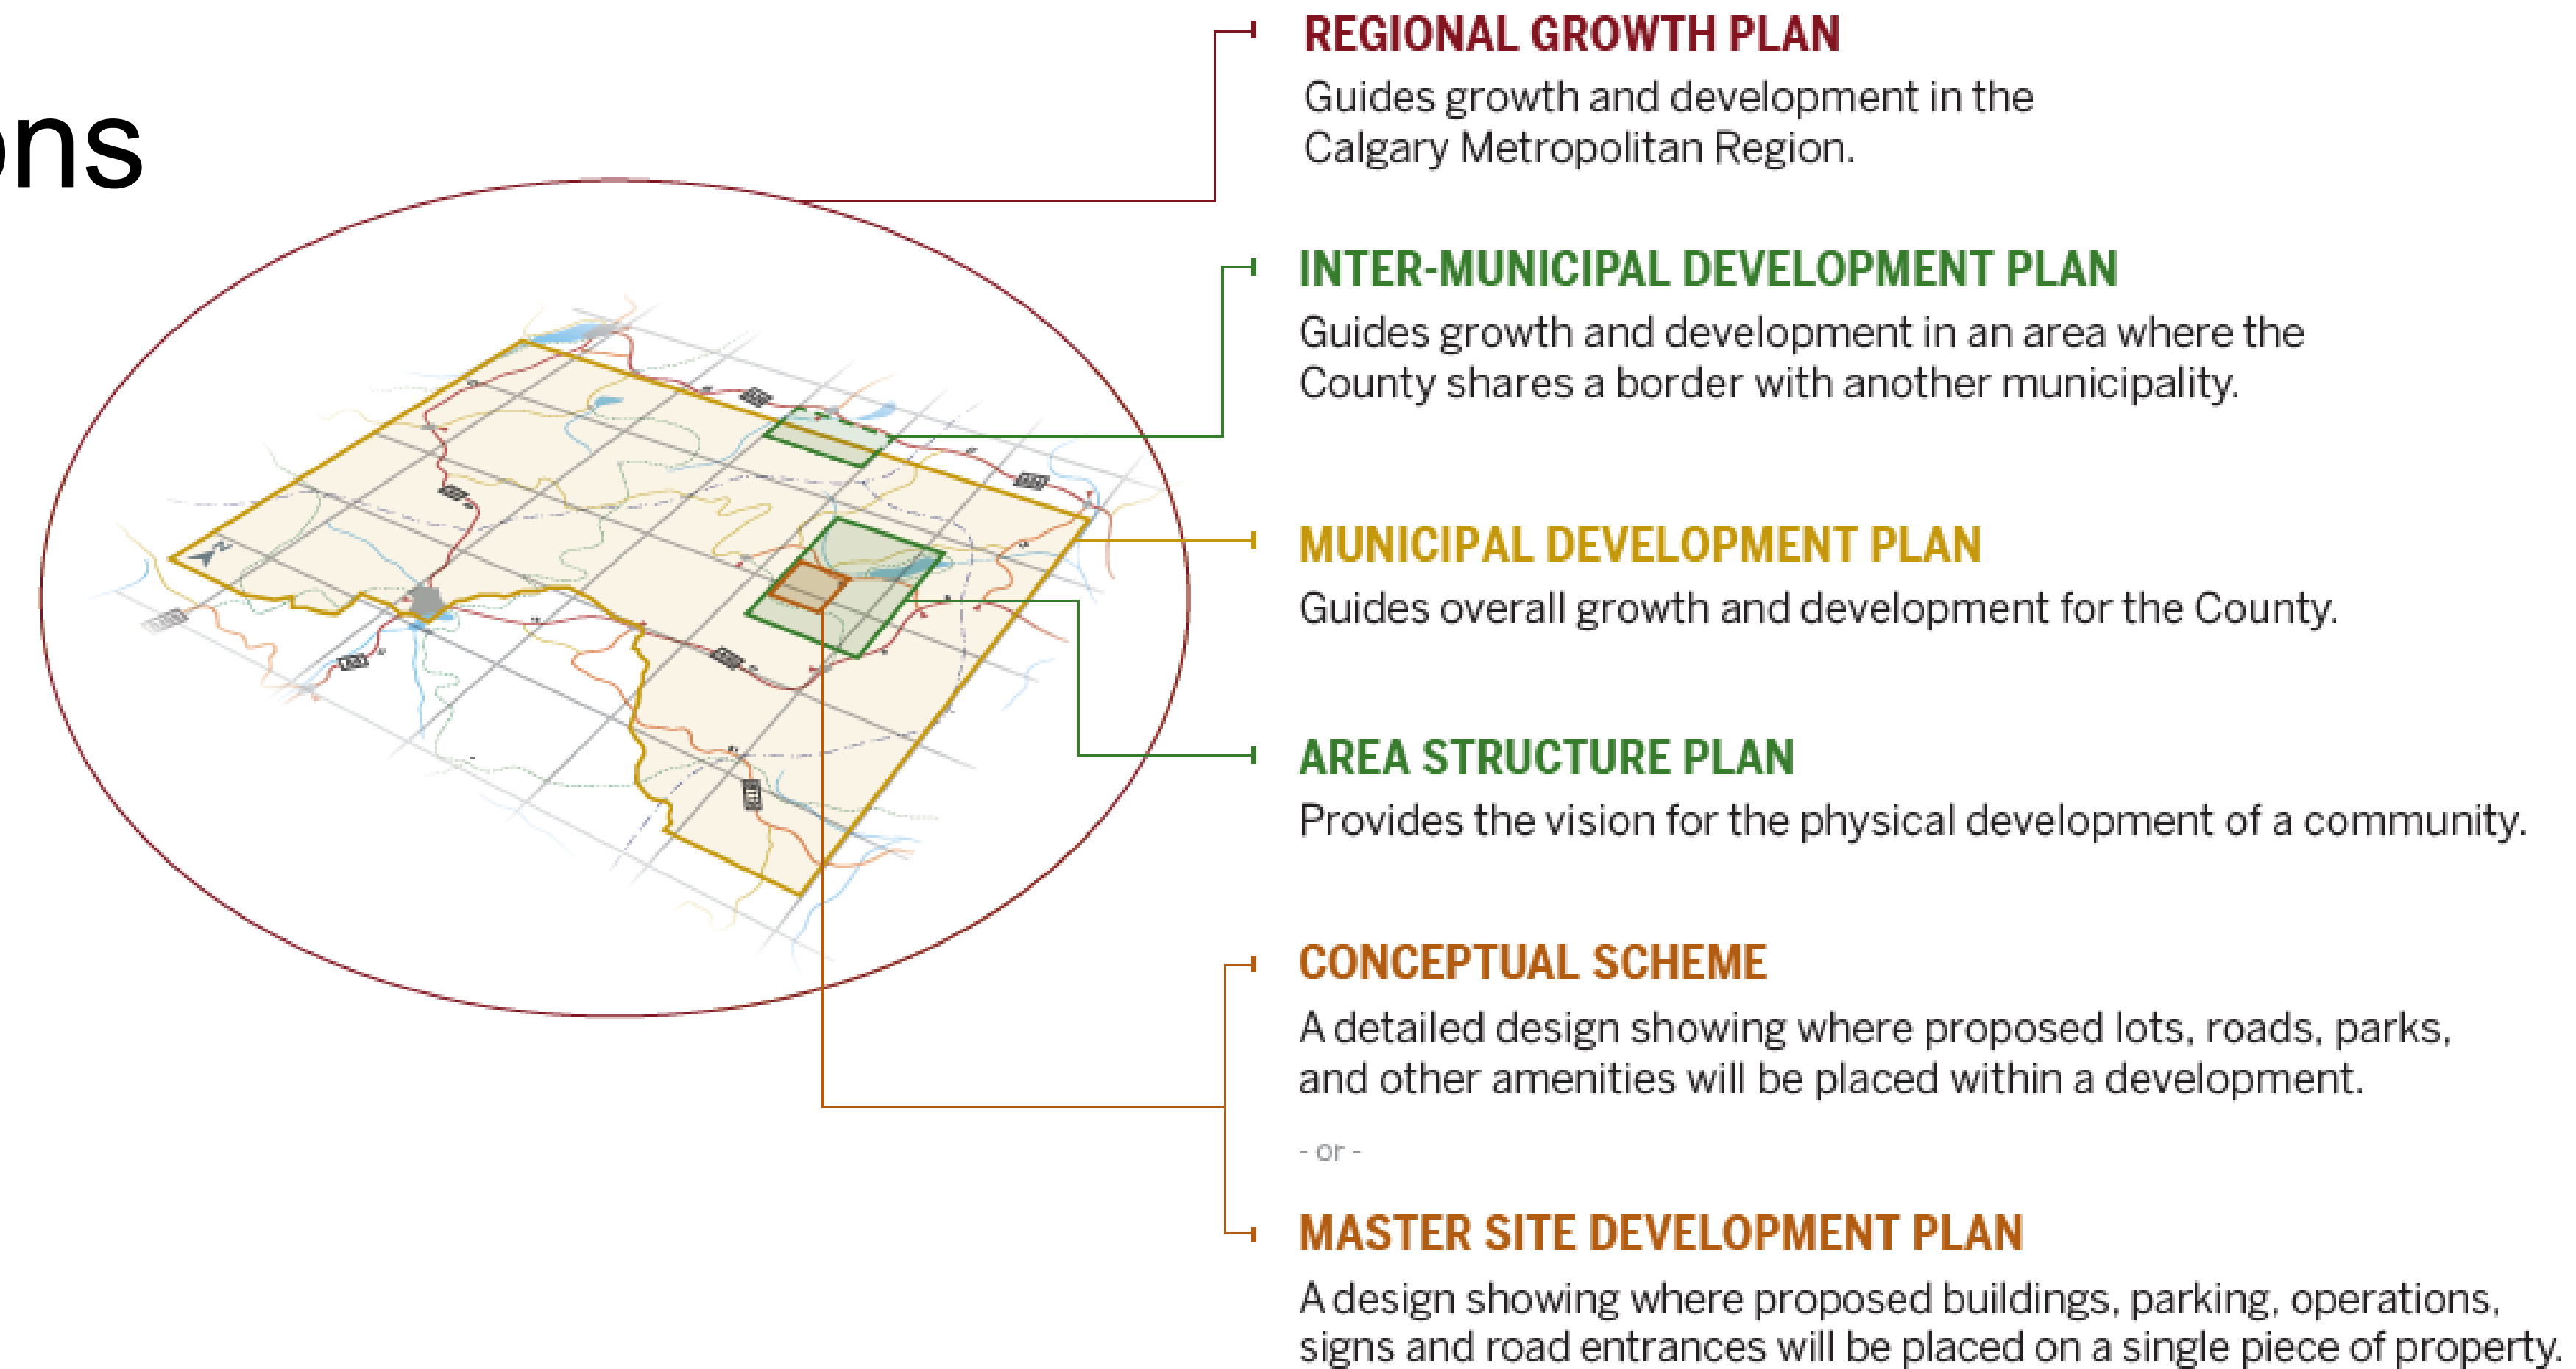 ons
REGIONAL GROWTH PLAN
Guides growth and development in the
Calgary Metropolitan Region.
INTER-MUNICIPAL DEVELOPMENT PLAN
Guides growth and development in an area where the
County shares a border with another municipality.
MUNICIPAL DEVELOPMENT PLAN
Guides overall growth and development for the County.
AREA STRUCTURE PLAN
Provides the vision for the physical development of a community.
CONCEPTUAL SCHEME
A detailed design showing where proposed lots, roads, parks,
and other amenities will be placed within a development.
- or -
MASTER SITE DEVELOPMENT PLAN
A design showing where proposed buildings, parking, operations,
signs and road entrances will be placed on a single piece of property.